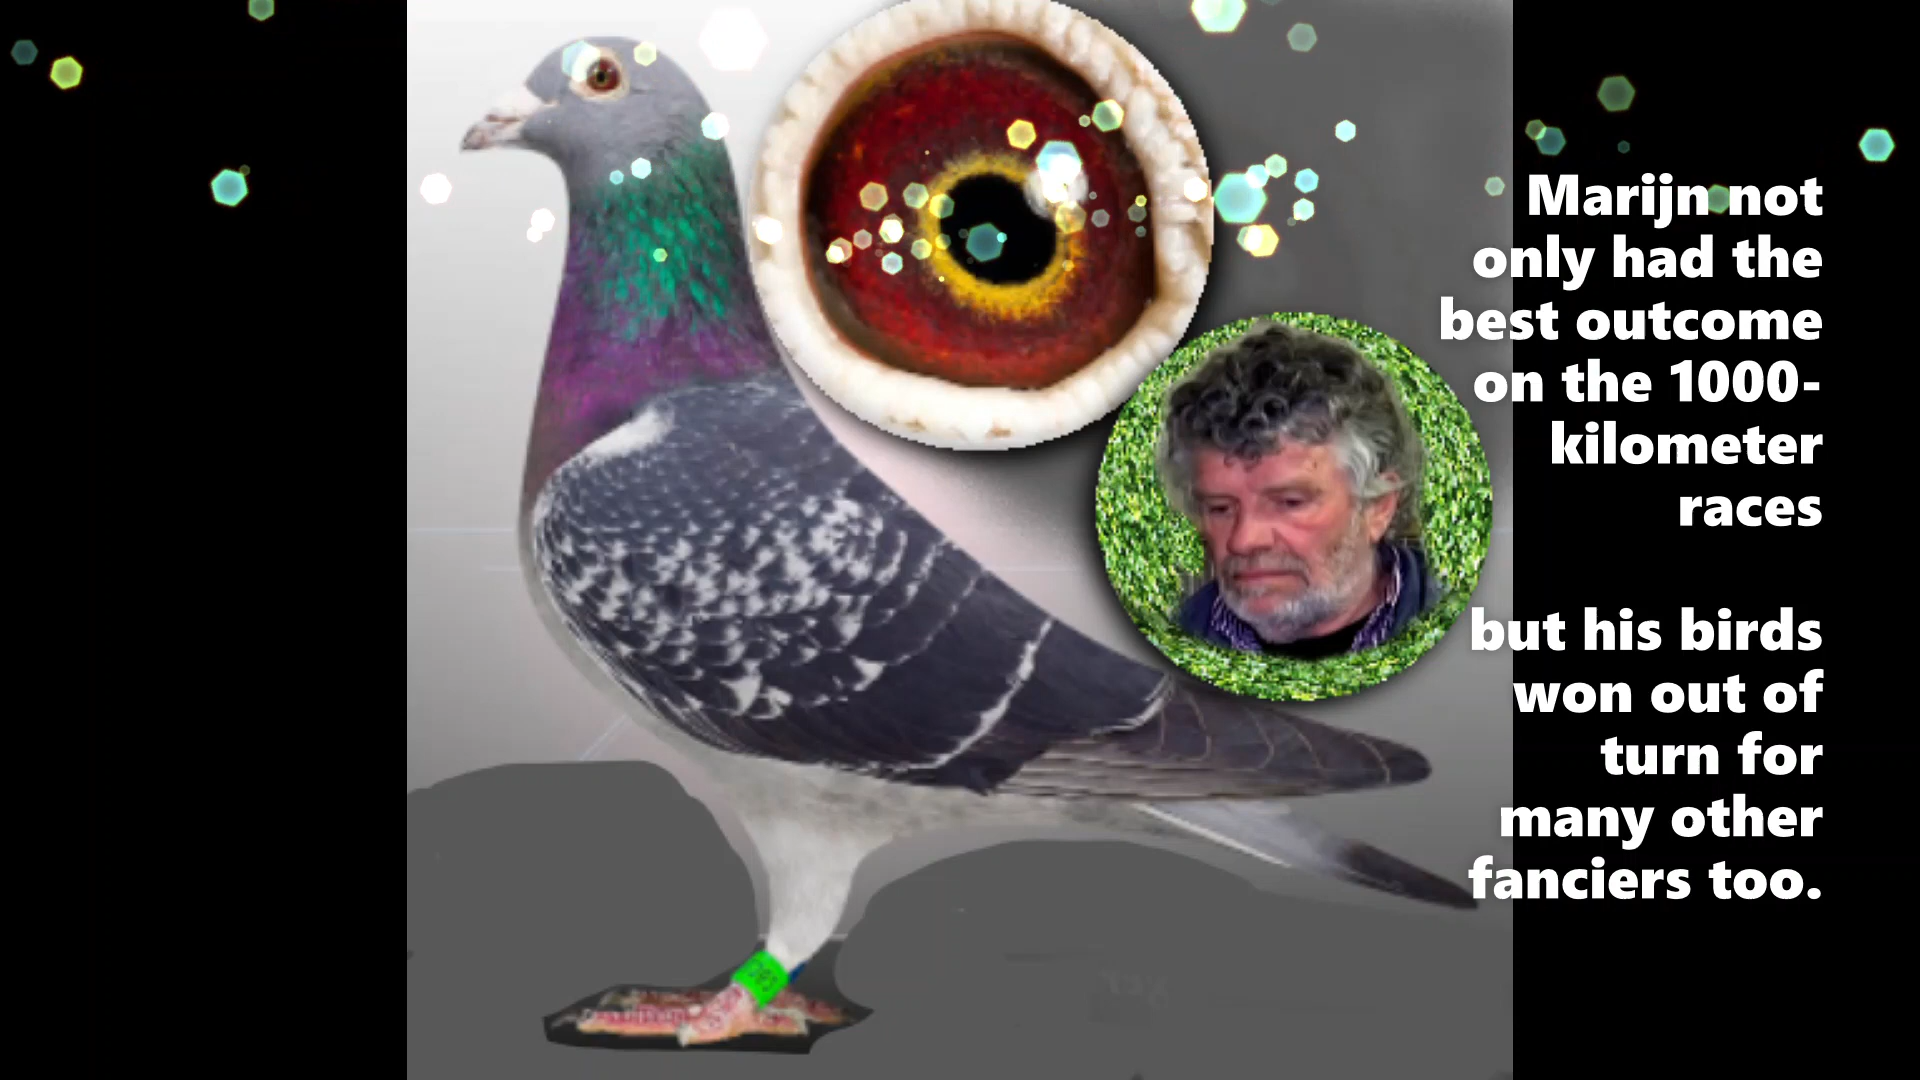 Marijn not
only had the
best outcome
on the 1000-
kilometer
races
but his birds
won out of
turn for
many other
fanciers too.